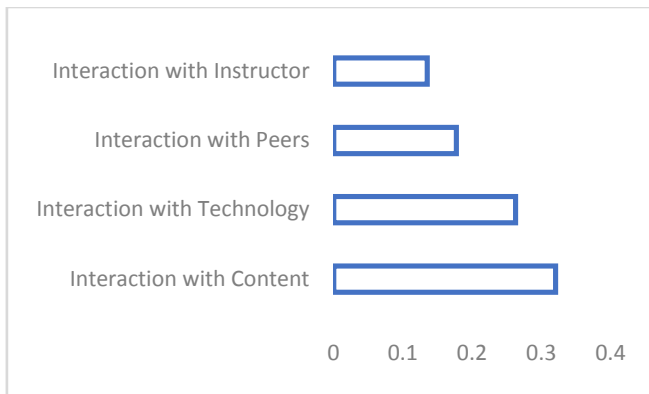 Interaction with Instructor
Interaction with Peers
Interaction with Technology
Interaction with Content
0 0.1 0.2 0.3 0.4